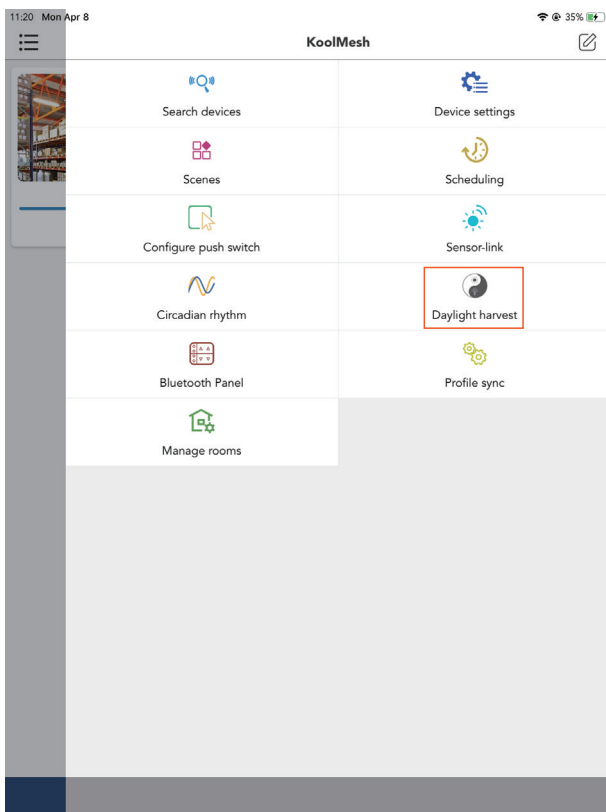 11:20 Mon Apr 8 35%
KoolMesh
Search devices Device settings
Scenes Scheduling
Configure push switch Sensor-link
Circadian rhythm Daylight harvest
Bluetooth Panel Profile sync
Manage rooms